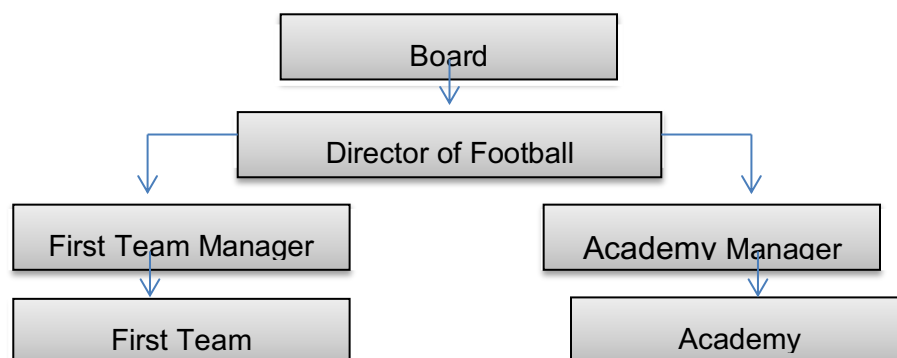 Board
Director of Football
First Team Manager
Academy Manager
First Team
Academy